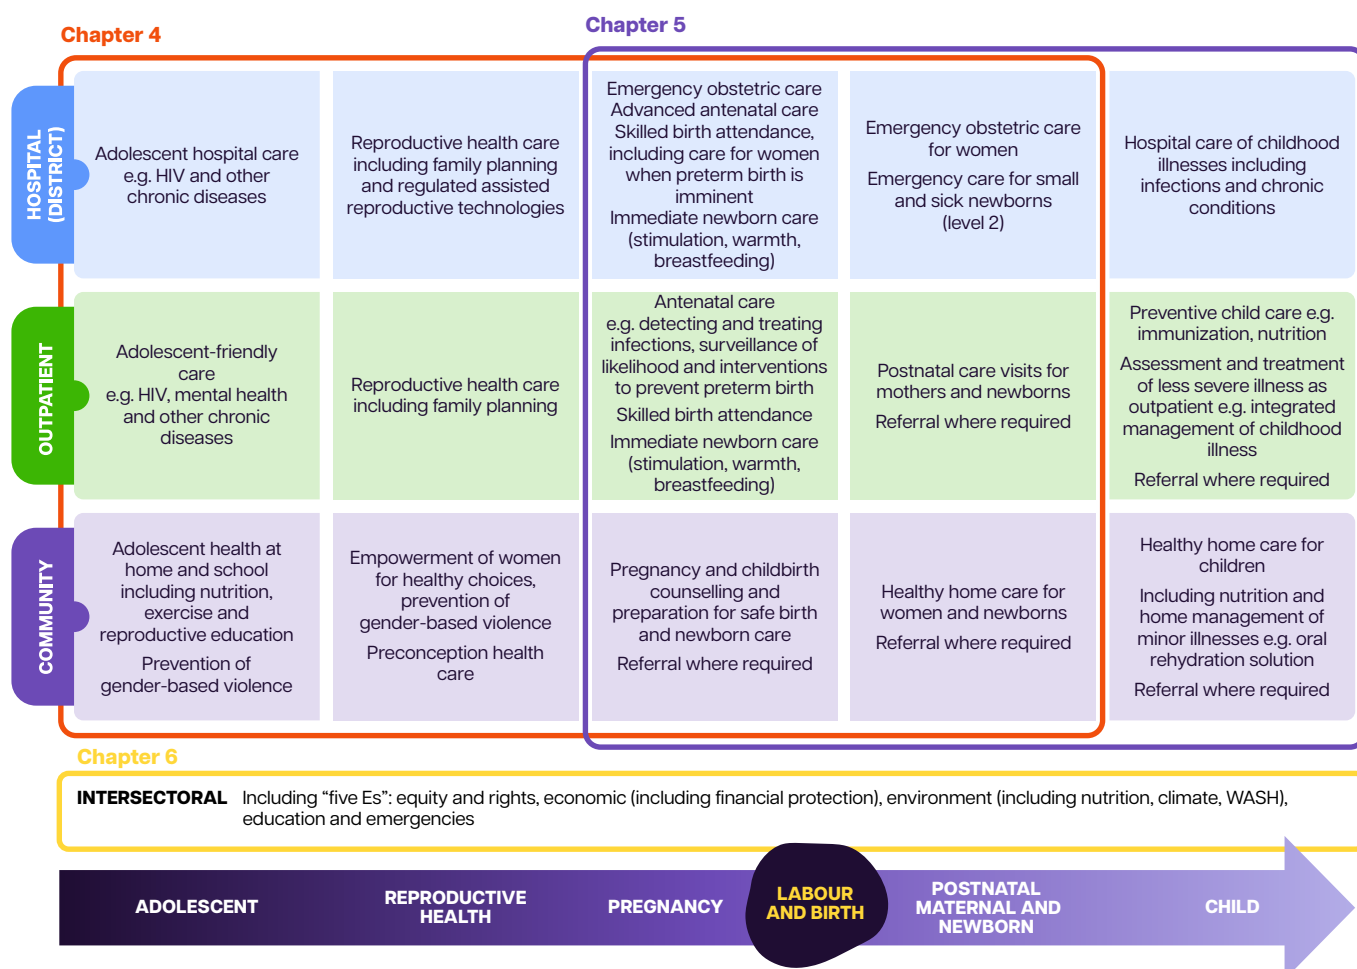 Chapter 4
Chapter 5
HOSPITAL
(DISTRICT)
Adolescent hospital care
e.g. HIV and other
chronic diseases
Reproductive health care
including family planning
and regulated assisted
reproductive technologies
Emergency obstetric care
Advanced antenatal care
Skilled birth attendance,
including care for women
when preterm birth is
imminent
Immediate newborn care
(stimulation, warmth,
breastfeeding)
Emergency obstetric care
for women
Emergency care for small
and sick newborns
(level 2)
Hospital care of childhood
illnesses including
infections and chronic
conditions
OUTPATIENT
Adolescent-friendly
care
e.g. HIV, mental health
and other chronic
diseases
Reproductive health care
including family planning
Antenatal care
e.g. detecting and treating
infections, surveillance of
likelihood and interventions
to prevent preterm birth
Skilled birth attendance
Immediate newborn care
(stimulation, warmth,
breastfeeding)
Postnatal care visits for
mothers and newborns
Referral where required
Preventive child care e.g.
immunization, nutrition
Assessment and treatment
of less severe illness as
outpatient e.g. integrated
management of childhood
illness
Referral where required
COMMUNITY
Adolescent health at
home and school
including nutrition,
exercise and
reproductive education
Prevention of
gender-based violence
Empowerment of women
for healthy choices,
prevention of
gender-based violence
Preconception health
care
Pregnancy and childbirth
counselling and
preparation for safe birth
and newborn care
Referral where required
Healthy home care for
women and newborns
Referral where required
Healthy home care for
children
Including nutrition and
home management of
minor illnesses e.g. oral
rehydration solution
Referral where required
Chapter 6
INTERSECTORAL Including “five Es”: equity and rights, economic (including financial protection), environment (including nutrition, climate, WASH),
education and emergencies
ADOLESCENT
REPRODUCTIVE
HEALTH
PREGNANCY
LABOUR
AND BIRTH
POSTNATAL
MATERNAL AND
NEWBORN
CHILD